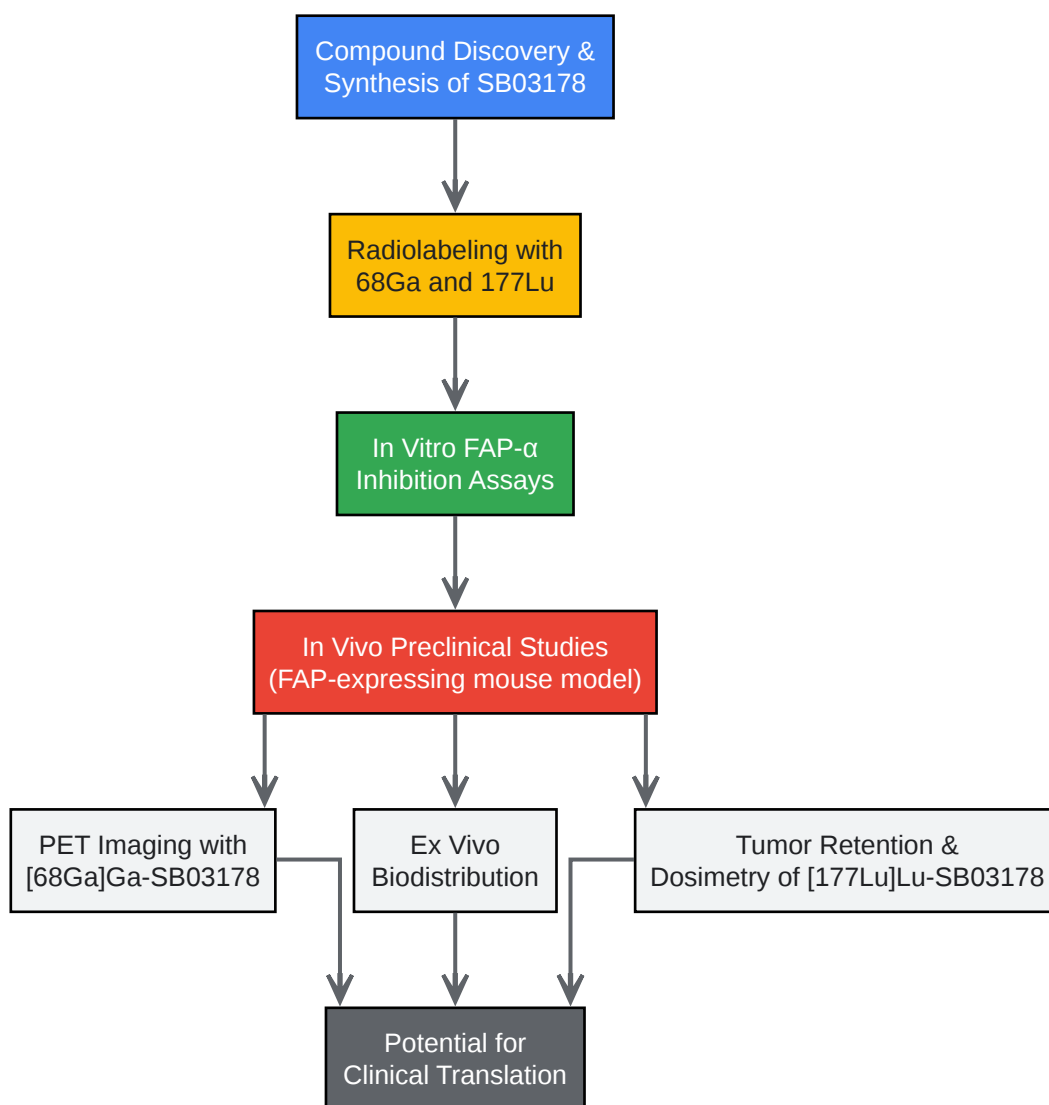 Compound Discovery &
Synthesis of SB03178
Radiolabeling with
68Ga and 177Lu
In Vitro FAP-α
Inhibition Assays
In Vivo Preclinical Studies
(FAP-expressing mouse model)
PET Imaging with
[68Ga]Ga-SB03178
Ex Vivo
Biodistribution
Tumor Retention &
Dosimetry of [177Lu]Lu-SB03178
Potential for
Clinical Translation